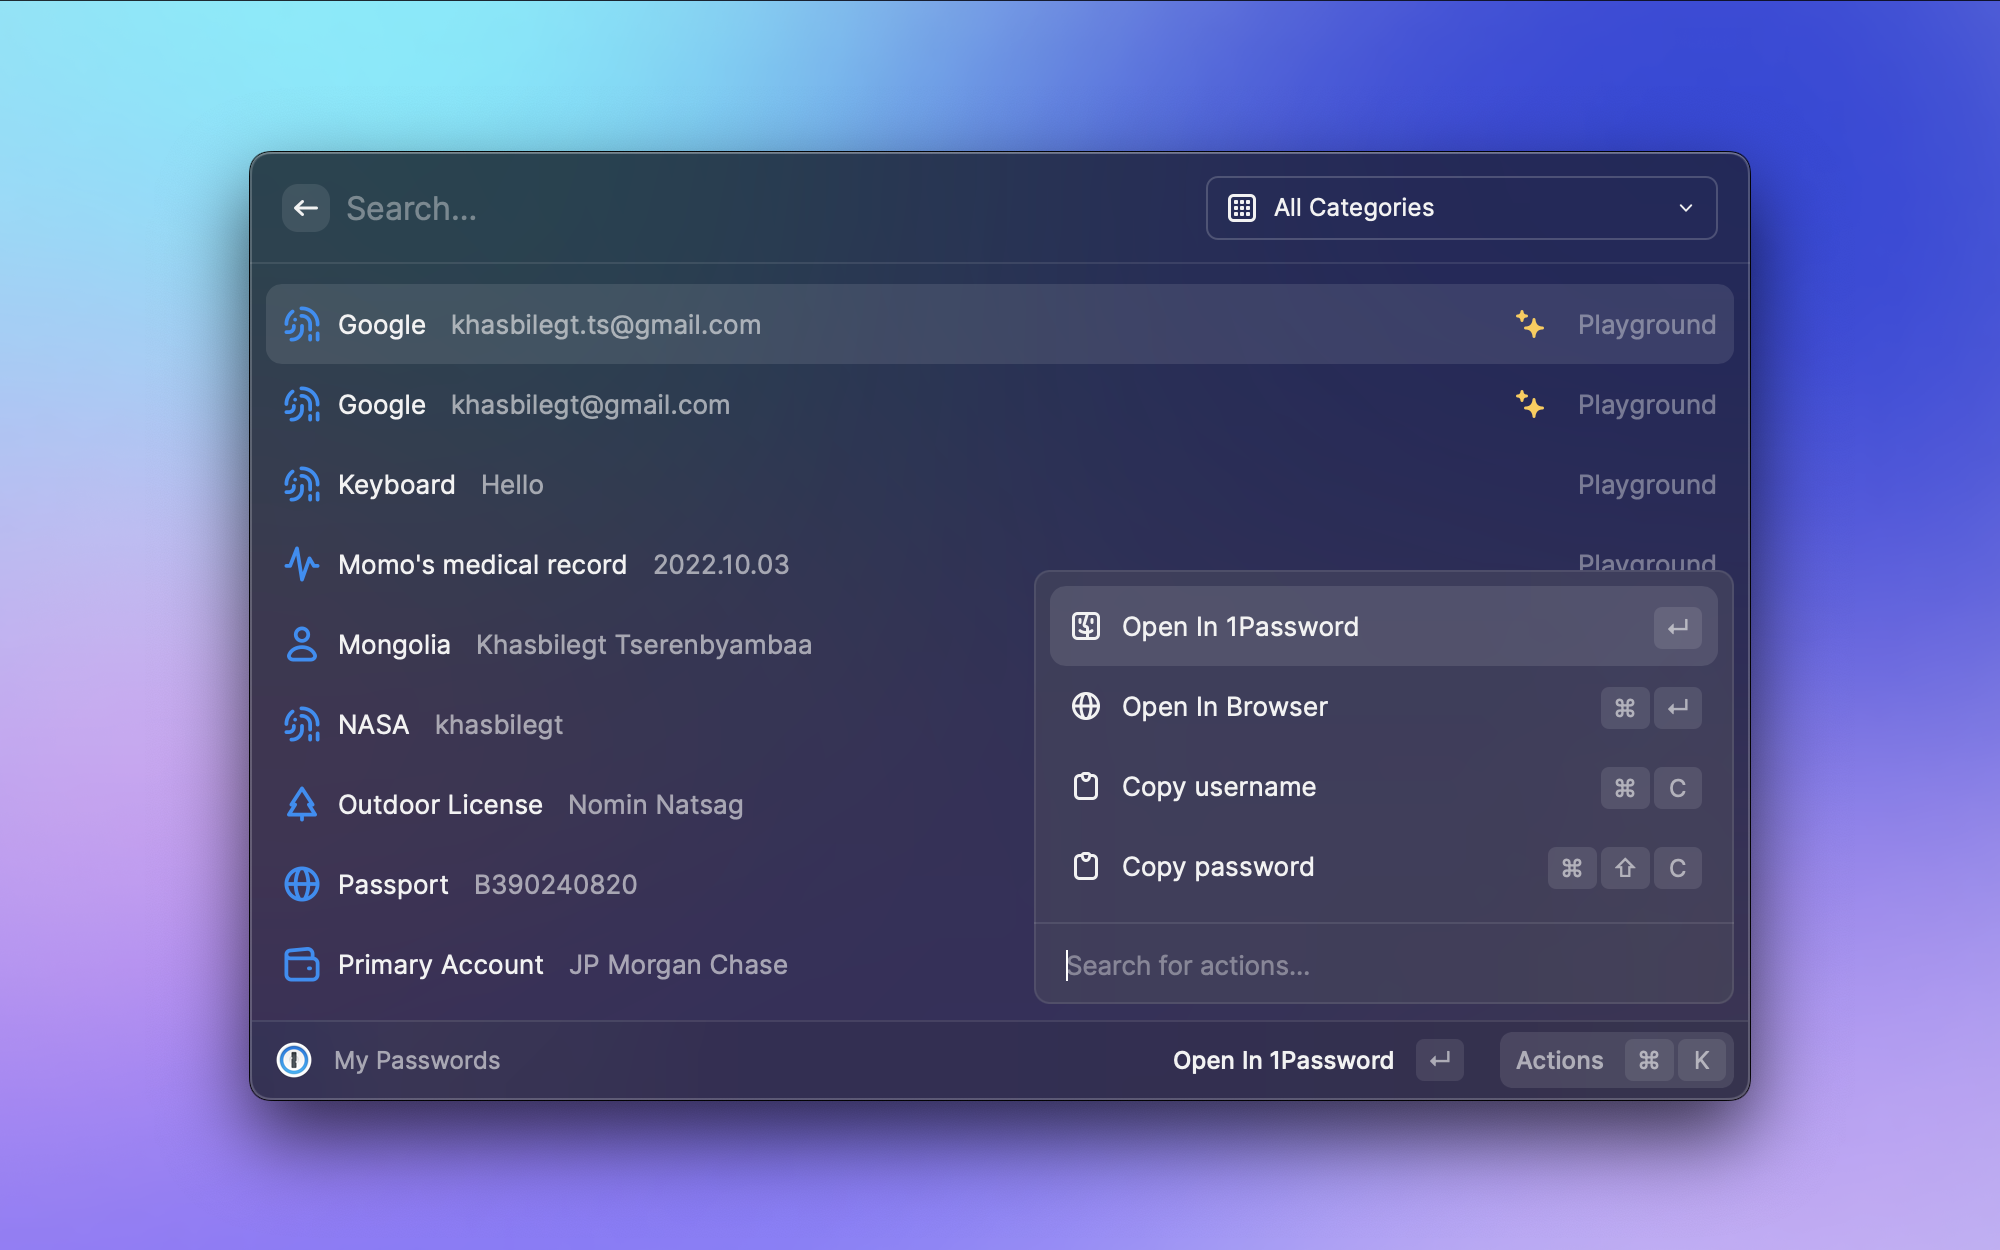 Search...
All Categories
Google khasbilegt.ts@gmail.com Playground
Google khasbilegt@gmail.com Playground
Keyboard Hello Playground
Momo's medical record 2022.10.03 Playground
Mongolia Khasbilegt Tserenbyambaa
NASA khasbilegt
Outdoor License Nomin Natsag
Passport B390240820
Primary Account JP Morgan Chase
Open In 1Password ↵
Open In Browser ⌘ ↵
Copy username ⌘ C
Copy password ⌘ ⇧ C
Search for actions...
My Passwords
Open In 1Password ↵
Actions ⌘ K